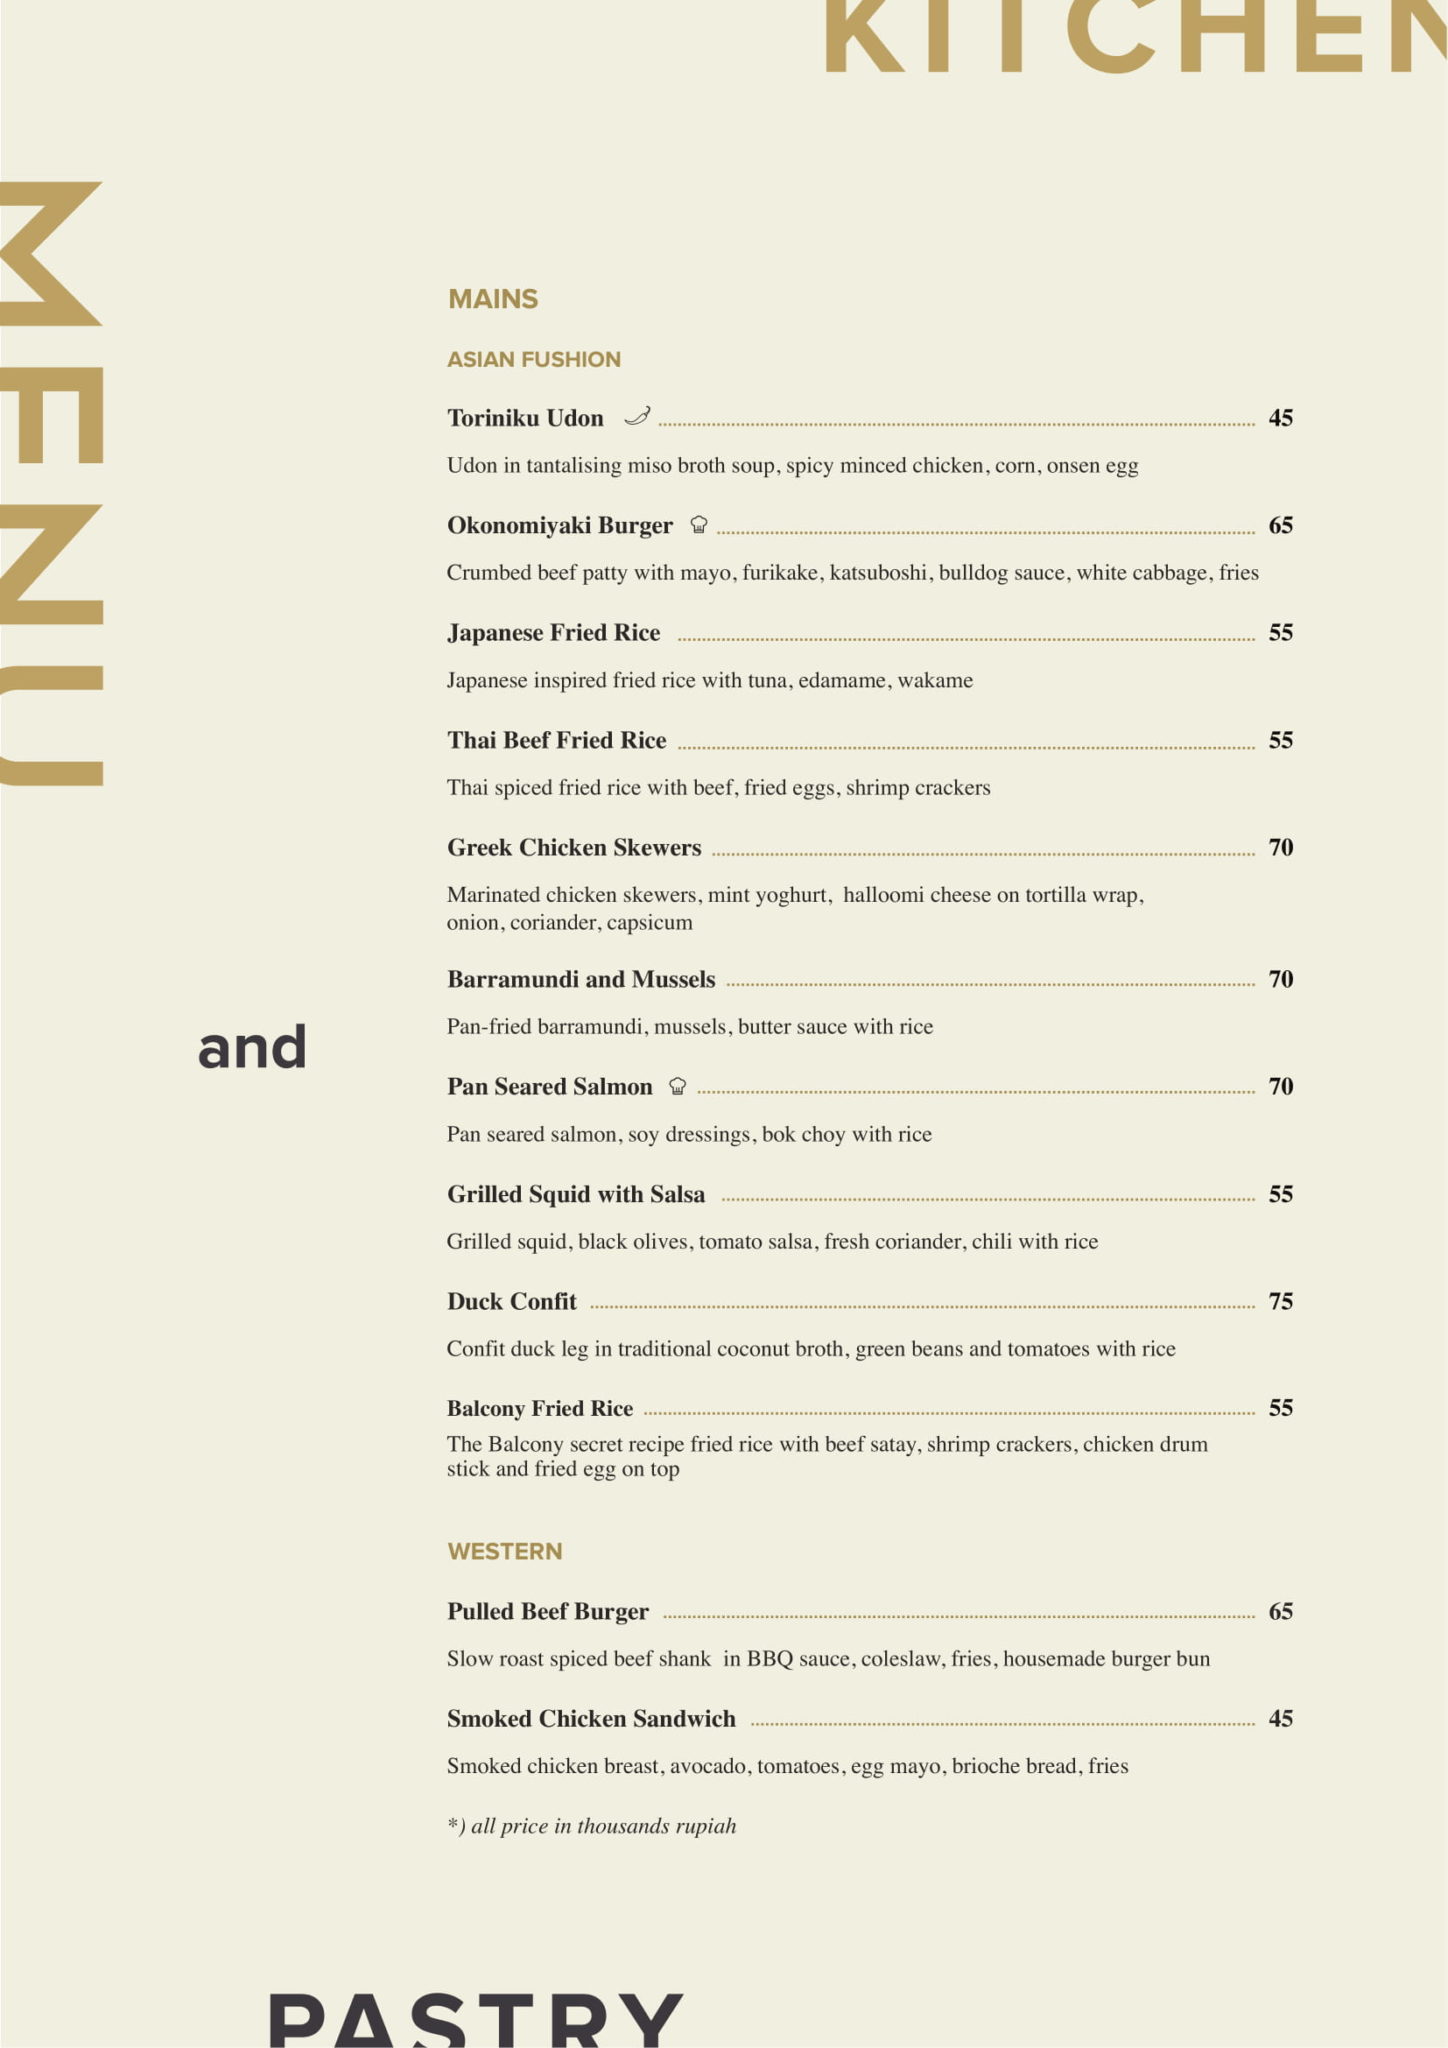 KITCHEN
MENU
MAINS
ASIAN FUSHION
Toriniku Udon 45
Udon in tantalising miso broth soup, spicy minced chicken, corn, onsen egg
Okonomiyaki Burger 65
Crumbed beef patty with mayo, furikake, katsuboshi, bulldog sauce, white cabbage, fries
Japanese Fried Rice 55
Japanese inspired fried rice with tuna, edamame, wakame
Thai Beef Fried Rice 55
Thai spiced fried rice with beef, fried eggs, shrimp crackers
Greek Chicken Skewers 70
Marinated chicken skewers, mint yoghurt,  halloomi cheese on tortilla wrap,
onion, coriander, capsicum
Barramundi and Mussels 70
Pan-fried barramundi, mussels, butter sauce with rice
and
Pan Seared Salmon 70
Pan seared salmon, soy dressings, bok choy with rice
Grilled Squid with Salsa 55
Grilled squid, black olives, tomato salsa, fresh coriander, chili with rice
Duck Confit 75
Confit duck leg in traditional coconut broth, green beans and tomatoes with rice
Balcony Fried Rice 55
The Balcony secret recipe fried rice with beef satay, shrimp crackers, chicken drum
stick and fried egg on top
WESTERN
Pulled Beef Burger 65
Slow roast spiced beef shank  in BBQ sauce, coleslaw, fries, housemade burger bun
Smoked Chicken Sandwich 45
Smoked chicken breast, avocado, tomatoes, egg mayo, brioche bread, fries
*) all price in thousands rupiah
PASTRY